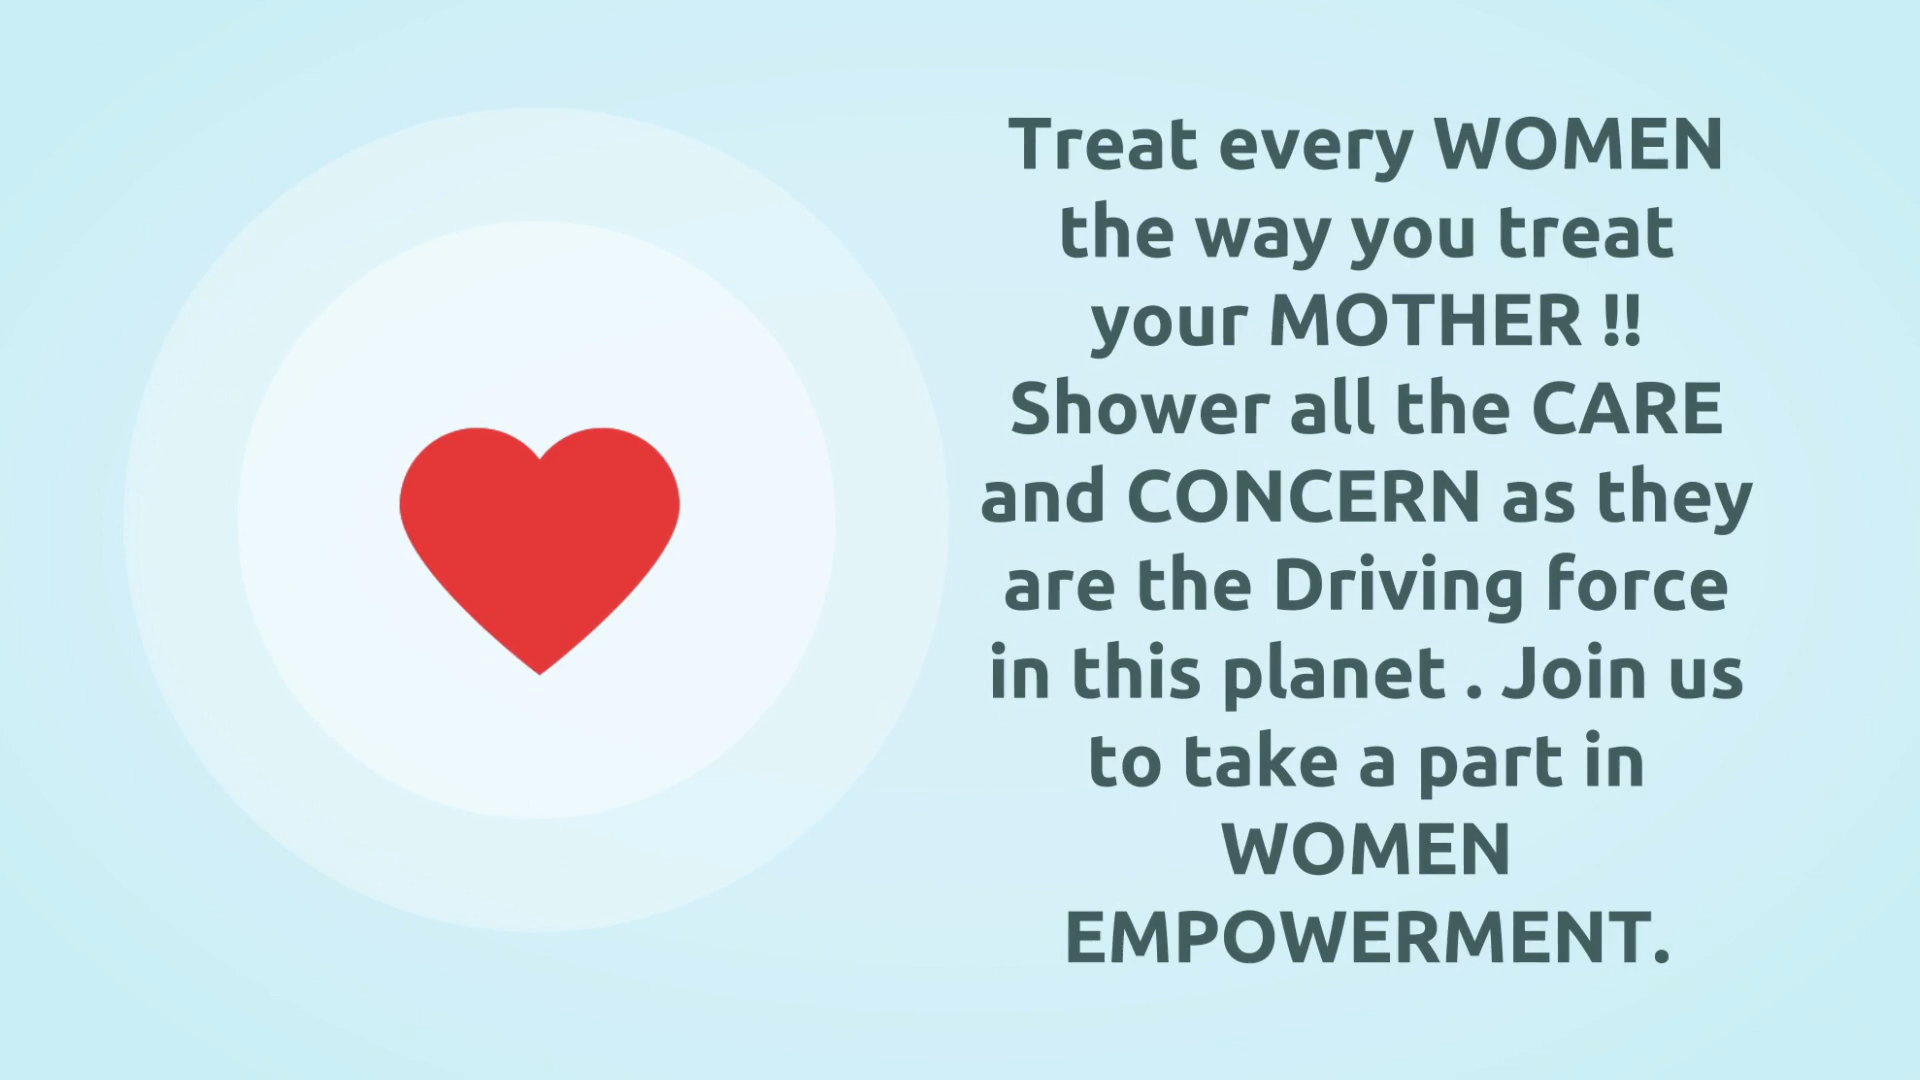 Treat every WOMEN
the way you treat
your MOTHER !!
Shower all the CARE
and CONCERN as they
are the Driving force
in this planet . Join us
to take a part in
WOMEN
EMPOWERMENT.